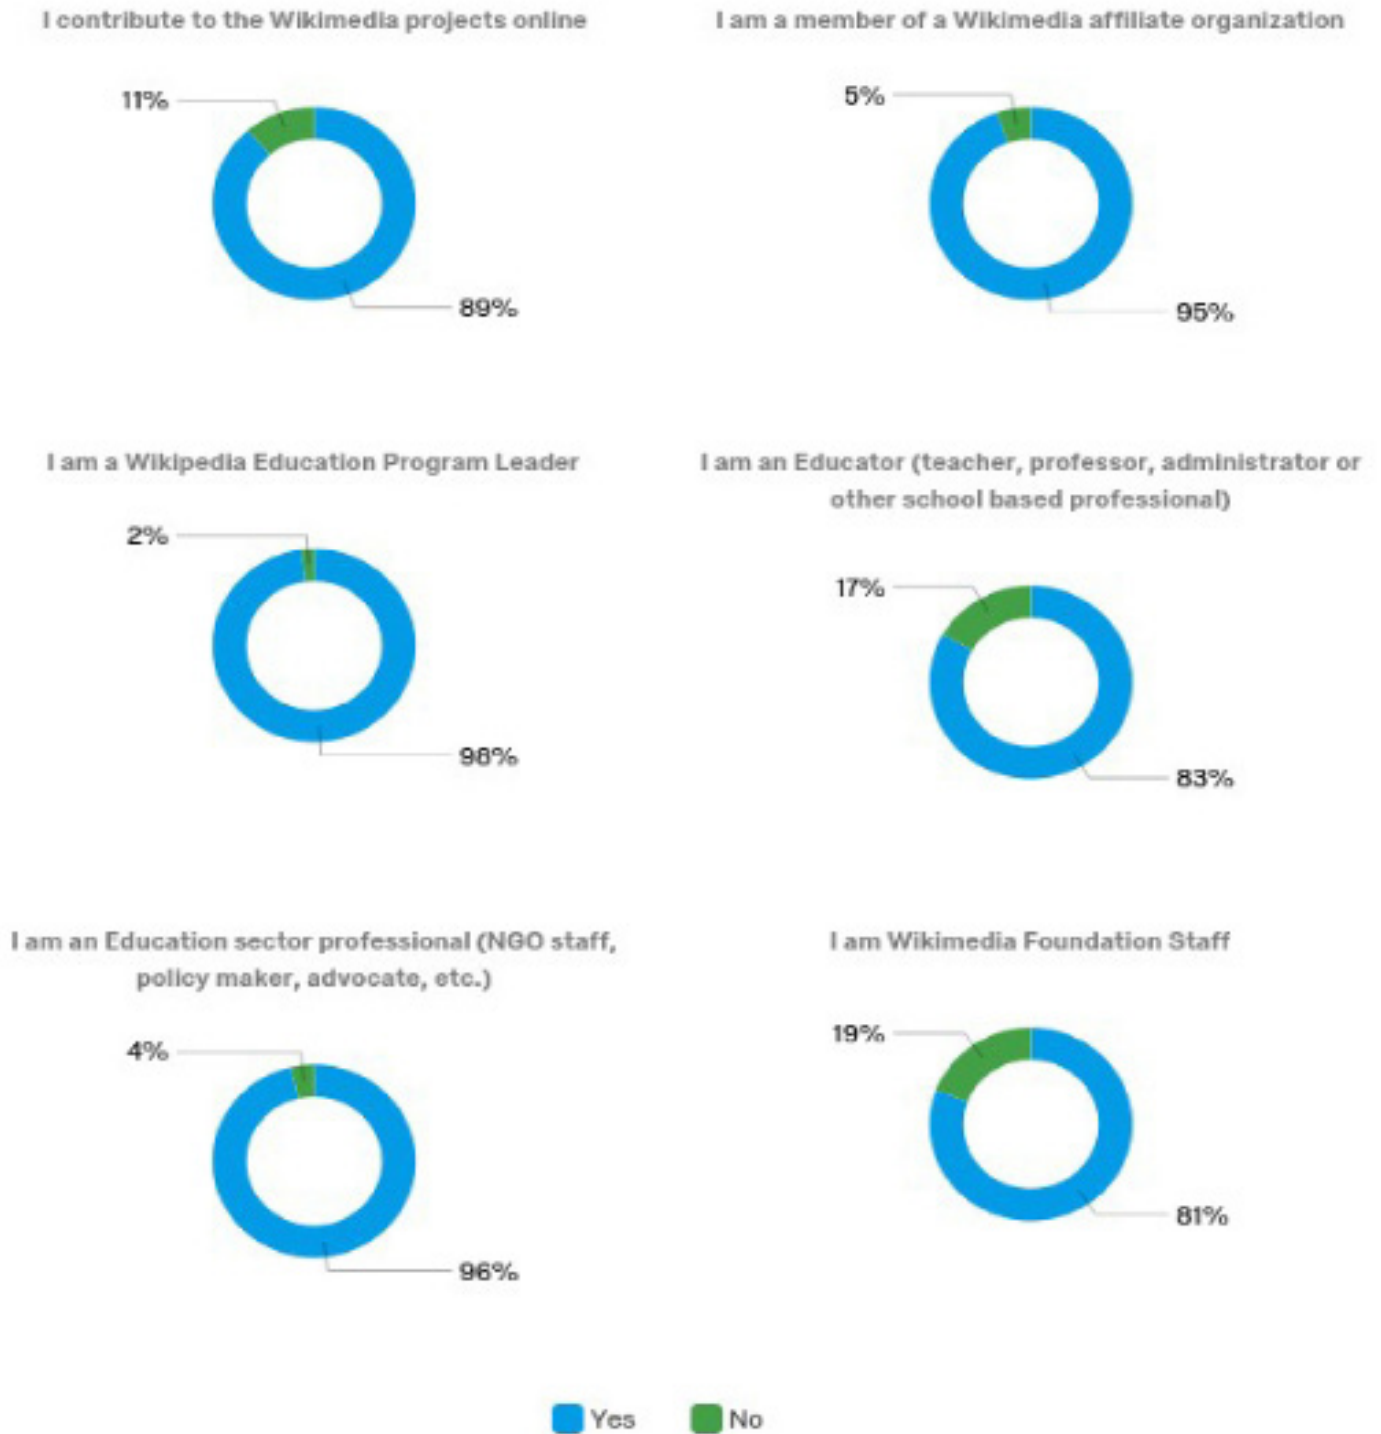 I contribute to the Wikimedia projects online
I am a member of a Wikimedia affiliate organization
11%
89%
5%
95%
I am a Wikipedia Education Program Leader
I am an Educator (teacher, professor, administrator or
other school based professional)
2%
98%
17%
83%
I am an Education sector professional (NGO staff,
policy maker, advocate, etc.)
I am Wikimedia Foundation Staff
4%
96%
19%
81%
Yes
No